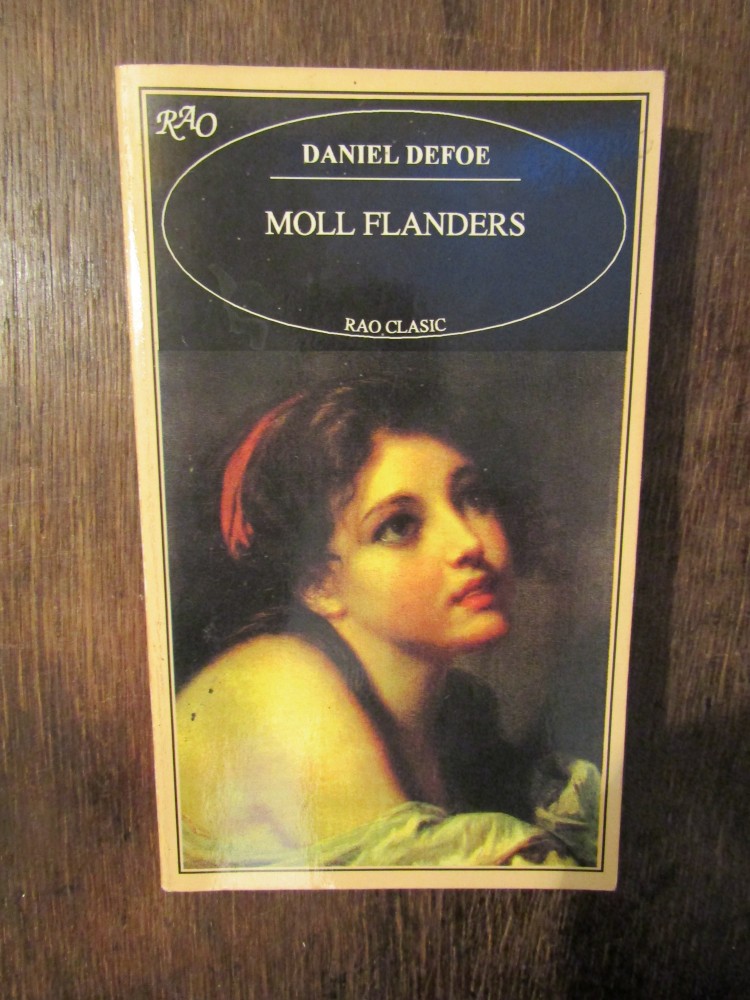 RAO
DANIEL DEFOE
MOLL FLANDERS
RAO CLASIC